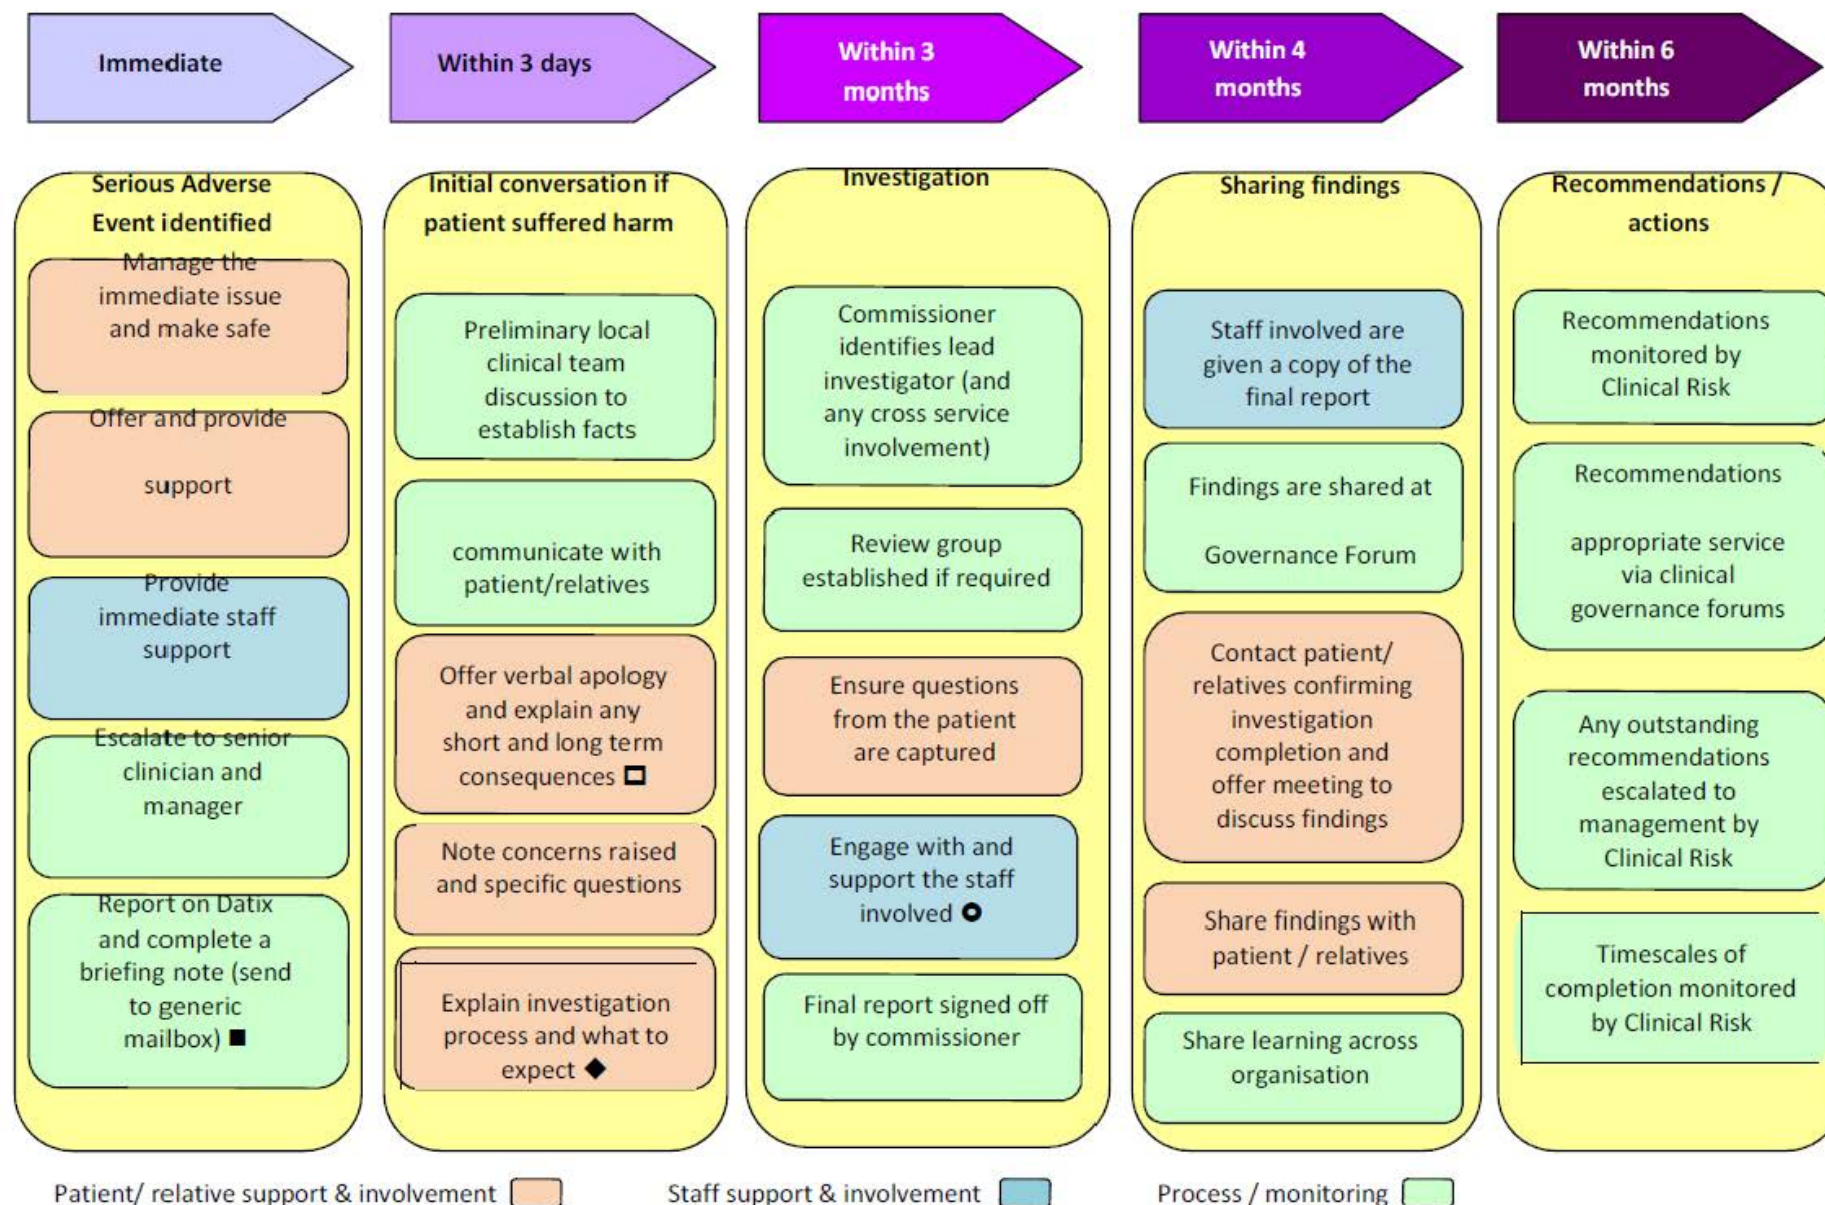 Immediate
Within 3 days
Within 3
months
Within 4
months
Within 6
months
Serious Adverse
Event identified
Manage the
immediate issue
and make safe
Offer and provide
support
Provide
immediate staff
support
Escalate to senior
clinician and
manager
Report on Datix
and complete a
briefing note (send
to generic
mailbox) ■
Initial conversation if
patient suffered harm
Preliminary local
clinical team
discussion to
establish facts
communicate with
patient/relatives
Offer verbal apology
and explain any
short and long term
consequences
Note concerns raised
and specific questions
Explain investigation
process and what to
expect ◆
Investigation
Commissioner
identifies lead
investigator (and
any cross service
involvement)
Review group
established if required
Ensure questions
from the patient
are captured
Engage with and
support the staff
involved
Final report signed off
by commissioner
Sharing findings
Staff involved are
given a copy of the
final report
Findings are shared at
Governance Forum
Contact patient/
relatives confirming
investigation
completion and
offer meeting to
discuss findings
Share findings with
patient / relatives
Share learning across
organisation
Recommendations /
actions
Recommendations
monitored by
Clinical Risk
Recommendations
appropriate service
via clinical
governance forums
Any outstanding
recommendations
escalated to
management by
Clinical Risk
Timescales of
completion monitored
by Clinical Risk
Patient/ relative support & involvement
Staff support & involvement
Process / monitoring